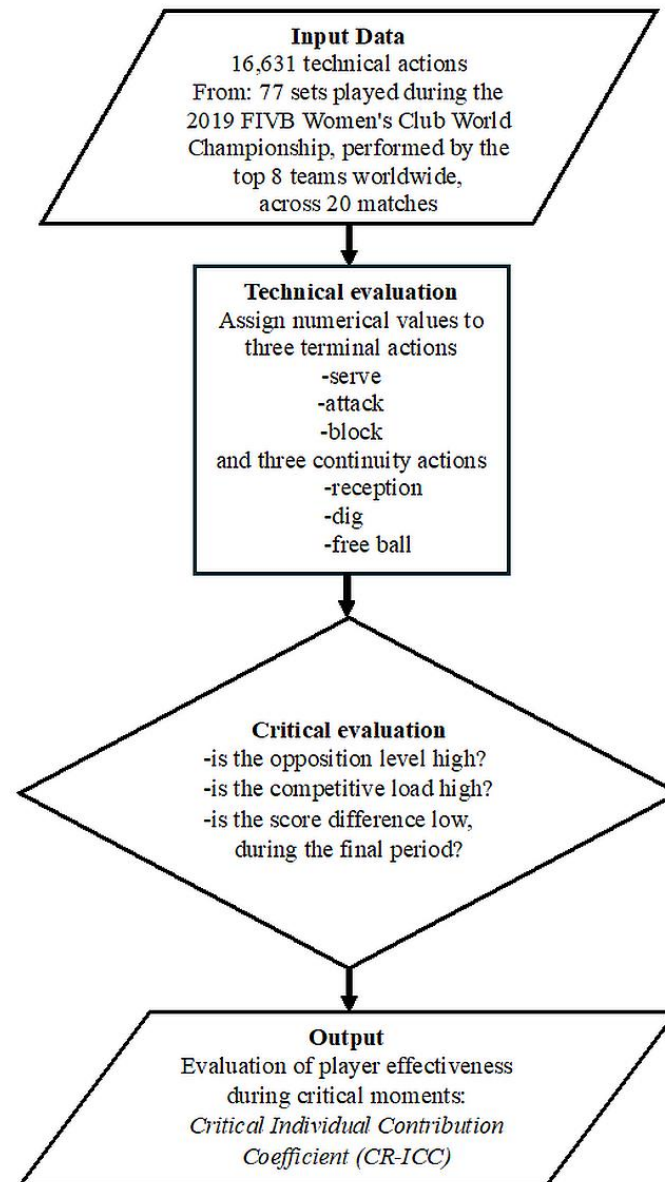 Input Data
16,631 technical actions
From: 77 sets played during the
2019 FIVB Women's Club World
Championship, performed by the
top 8 teams worldwide,
across 20 matches
Technical evaluation
Assign numerical values to
three terminal actions
-serve
-attack
-block
and three continuity actions
-reception
-dig
-free ball
Critical evaluation
-is the opposition level high?
-is the competitive load high?
-is the score difference low,
during the final period?
Output
Evaluation of player effectiveness
during critical moments:
Critical Individual Contribution
Coefficient (CR-ICC)